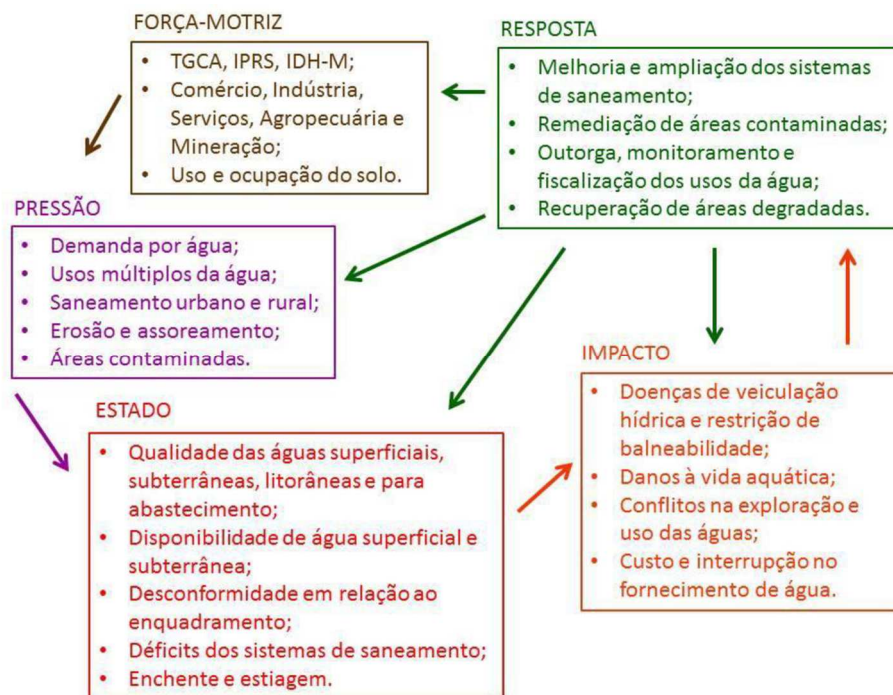 FORÇA-MOTRIZ
• TGCA, IPRS, IDH-M;
• Comércio, Indústria,
Serviços, Agropecuária e
Mineração;
• Uso e ocupação do solo.
RESPOSTA
• Melhoria e ampliação dos sistemas
de saneamento;
• Remediação de áreas contaminadas;
• Outorga, monitoramento e
fiscalização dos usos da água;
• Recuperação de áreas degradadas.
PRESSÃO
• Demanda por água;
• Usos múltiplos da água;
• Saneamento urbano e rural;
• Erosão e assoreamento;
• Áreas contaminadas.
ESTADO
• Qualidade das águas superficiais,
subterrâneas, litorâneas e para
abastecimento;
• Disponibilidade de água superficial e
subterrânea;
• Desconformidade em relação ao
enquadramento;
• Déficits dos sistemas de saneamento;
• Enchente e estiagem.
IMPACTO
• Doenças de veiculação
hídrica e restrição de
balneabilidade;
• Danos à vida aquática;
• Conflitos na exploração e
uso das águas;
• Custo e interrupção no
fornecimento de água.